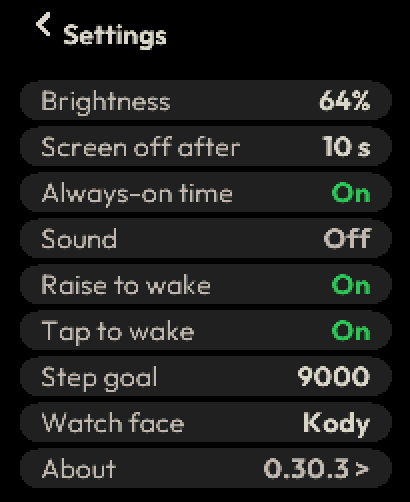 Settings
Brightness 64%
Screen off after 10 s
Always-on time On
Sound Off
Raise to wake On
Tap to wake On
Step goal 9000
Watch face Kody
About 0.30.3 >